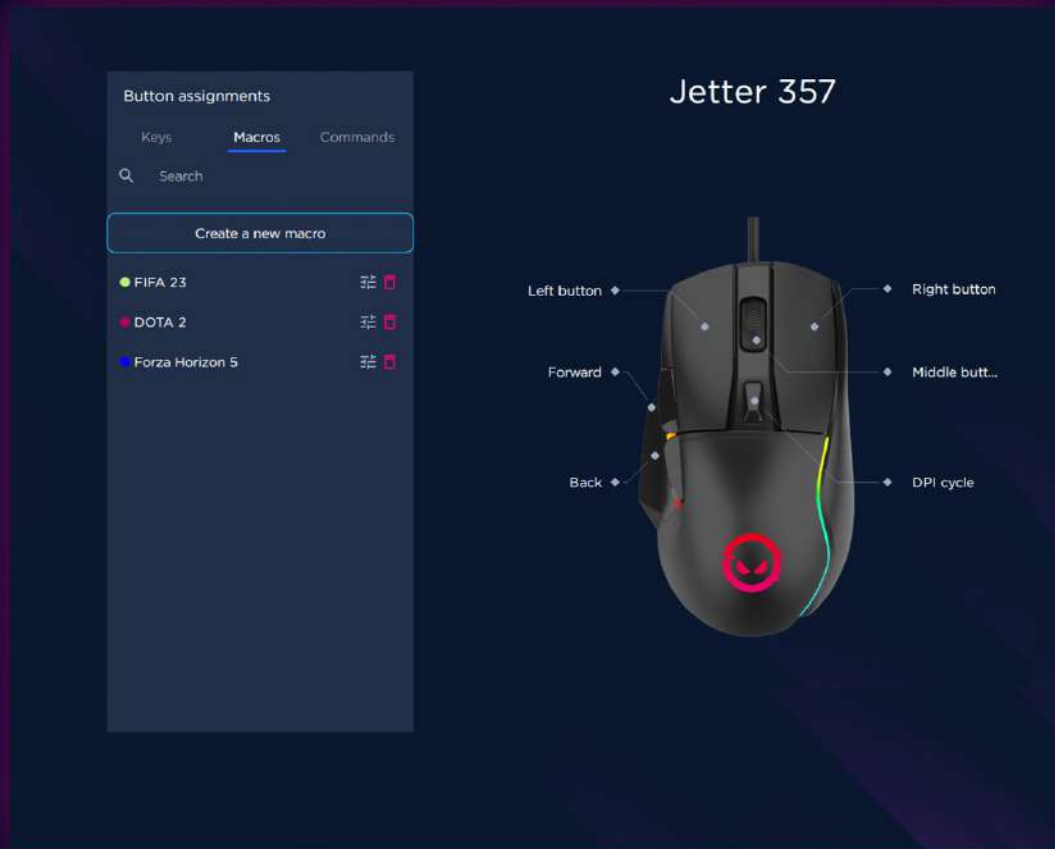 Jetter 357
Button assignments
Keys Macros Commands
Search
Create a new macro
FIFA 23
DOTA 2
Forza Horizon 5
Left button
Right button
Forward
Middle butt...
Back
DPI cycle